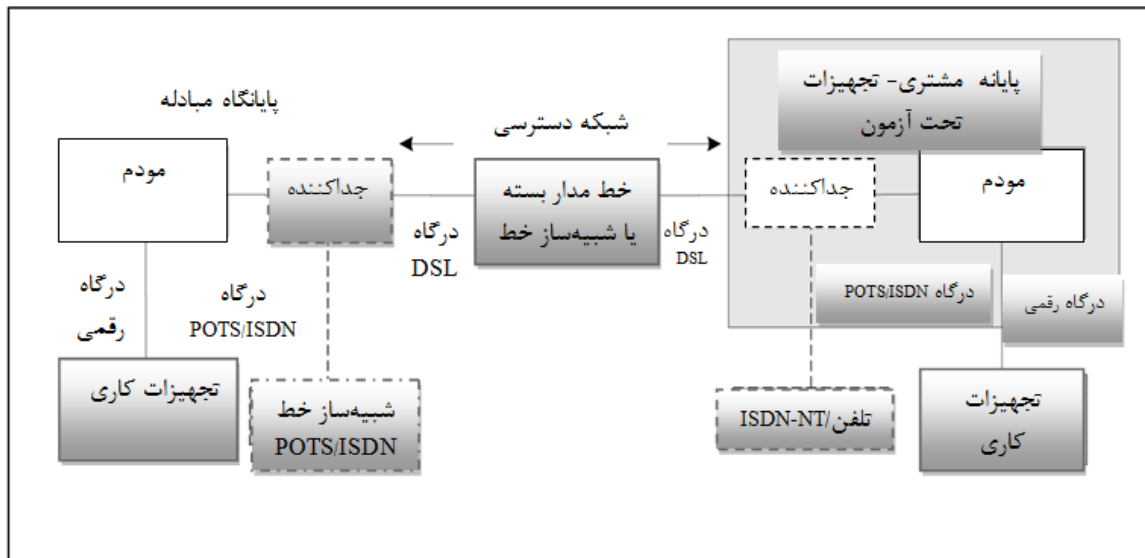 پایانه مشتری- تجهیزات
تحت آزمون
پایانگاه مبادله
شبکه دسترسی
مودم
جداکننده
خط مدار بسته
یا شبیه‌ساز خط
جداکننده
مودم
درگاه
DSL
درگاه
DSL
درگاه
رقمی
درگاه
POTS/ISDN
درگاه POTS/ISDN
درگاه رقمی
تجهیزات کاری
شبیه‌ساز خط
POTS/ISDN
تلفن/ISDN-NT
تجهیزات
کاری